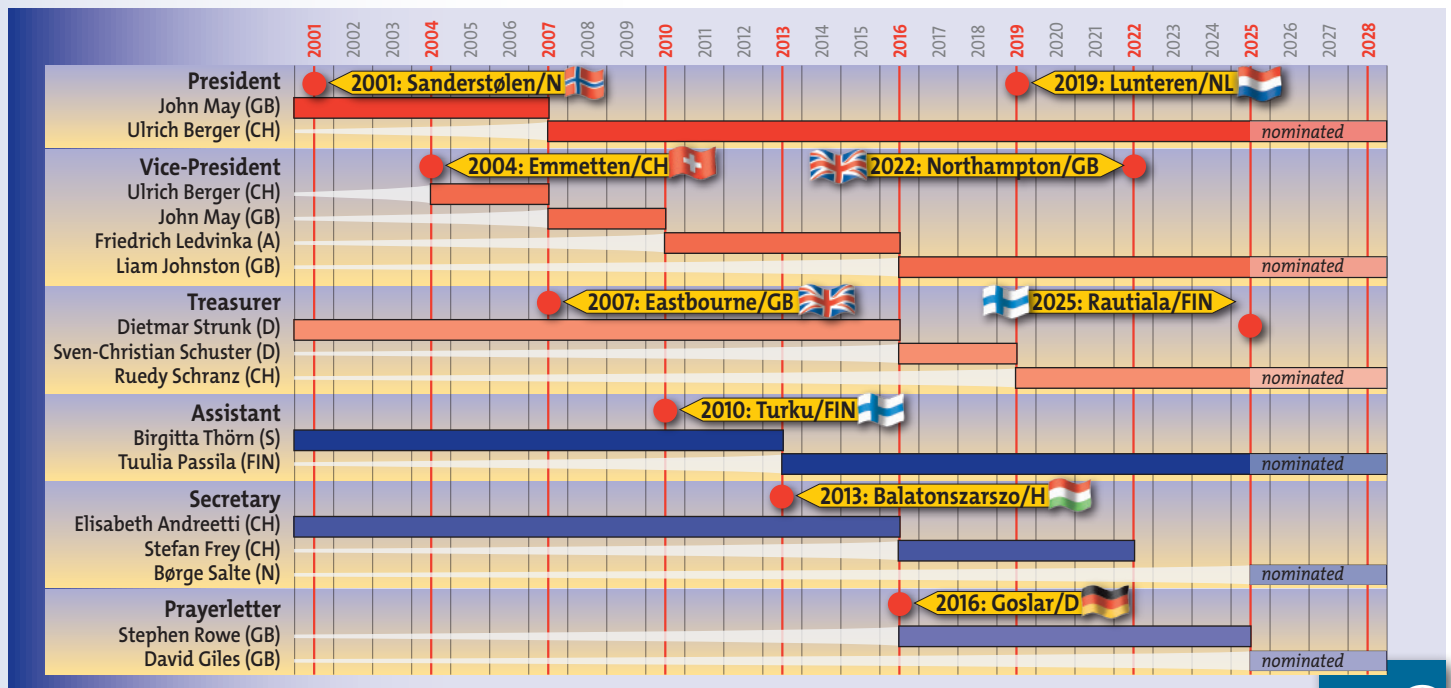 2001 2002 2003 2004 2005 2006 2007 2008 2009 2010 2011 2012 2013 2014 2015 2016 2017 2018 2019 2020 2021 2022 2023 2024 2025 2026 2027 2028
President 2001: Sanderstølen/N 2019: Lunteren/NL
John May (GB)
Ulrich Berger (CH) nominated
Vice-President 2004: Emmetten/CH 2022: Northampton/GB
Ulrich Berger (CH)
John May (GB)
Friedrich Ledvinka (A)
Liam Johnston (GB) nominated
Treasurer 2007: Eastbourne/GB 2025: Rautiala/FIN
Dietmar Strunk (D)
Sven-Christian Schuster (D)
Ruedy Schranz (CH) nominated
Assistant 2010: Turku/FIN
Birgitta Thörn (S)
Tuulia Passila (FIN) nominated
Secretary 2013: Balatonszarszo/H
Elisabeth Andreetti (CH)
Stefan Frey (CH)
Børge Salte (N) nominated
Prayerletter 2016: Goslar/D
Stephen Rowe (GB)
David Giles (GB) nominated